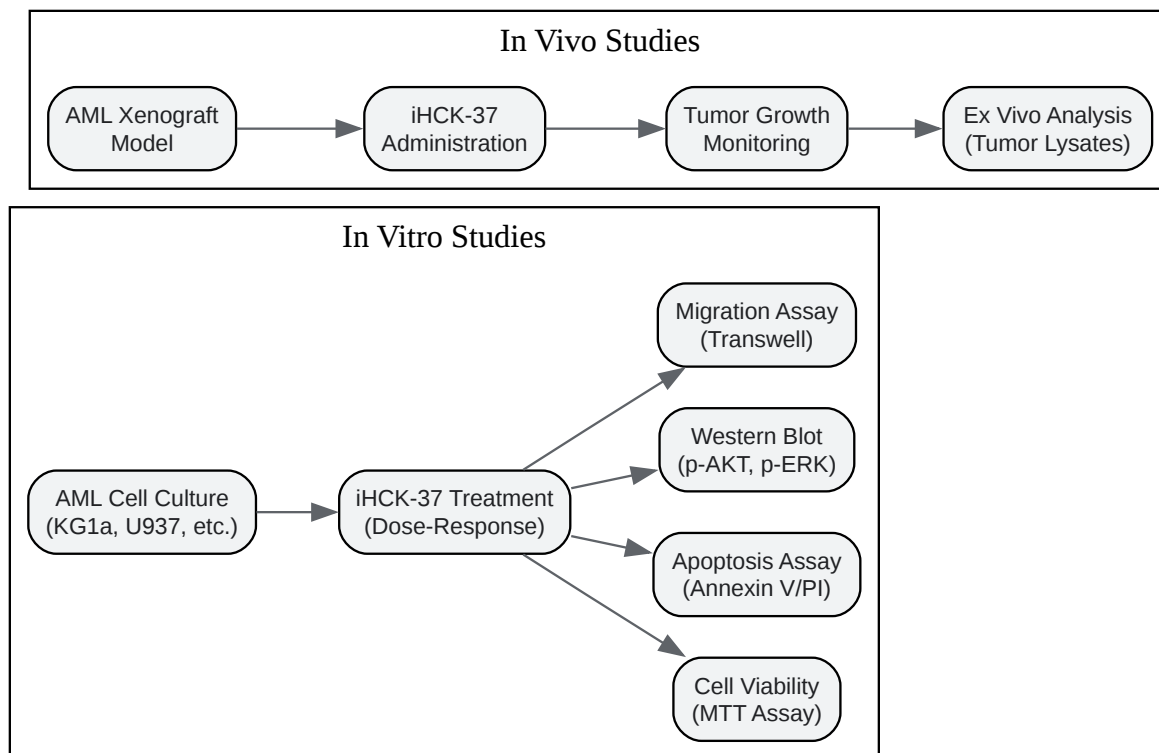 In Vivo Studies
AML Xenograft
Model
iHCK-37
Administration
Tumor Growth
Monitoring
Ex Vivo Analysis
(Tumor Lysates)
In Vitro Studies
AML Cell Culture
(KG1a, U937, etc.)
iHCK-37 Treatment
(Dose-Response)
Migration Assay
(Transwell)
Western Blot
(p-AKT, p-ERK)
Apoptosis Assay
(Annexin V/PI)
Cell Viability
(MTT Assay)